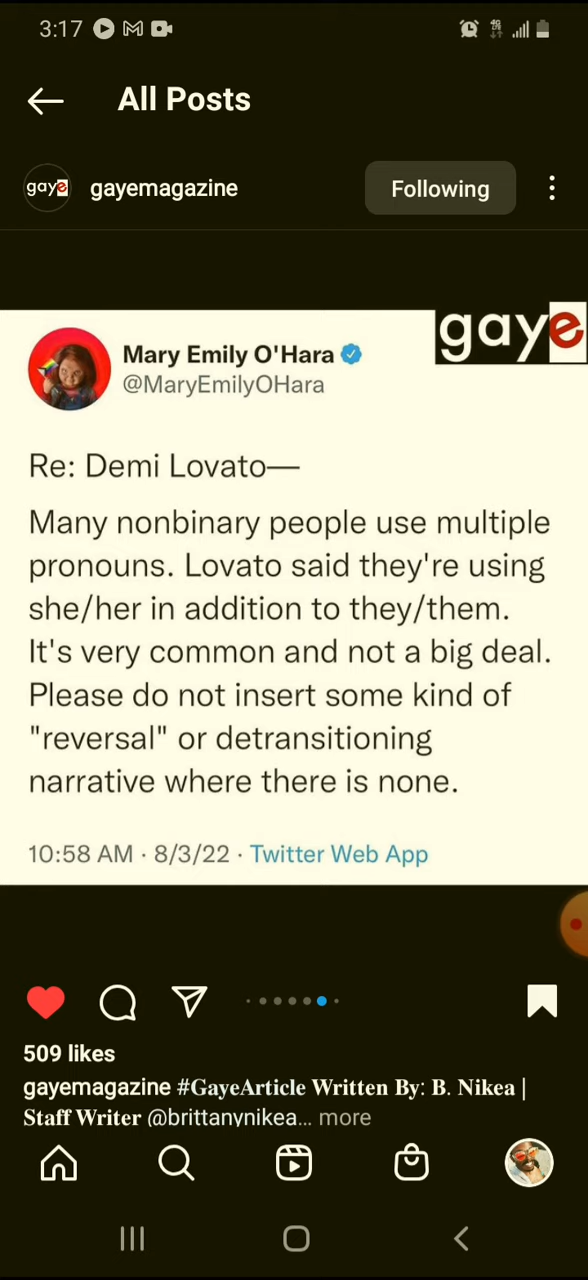 3:17
All Posts
gaye
gayemagazine
Following
gaye
Mary Emily O'Hara
@MaryEmilyOHara
Re: Demi Lovato—
Many nonbinary people use multiple
pronouns. Lovato said they're using
she/her in addition to they/them.
It's very common and not a big deal.
Please do not insert some kind of
"reversal" or detransitioning
narrative where there is none.
10:58 AM · 8/3/22 · Twitter Web App
509 likes
gayemagazine #GayeArticle Written By: B. Nikea |
Staff Writer @brittanynikea... more